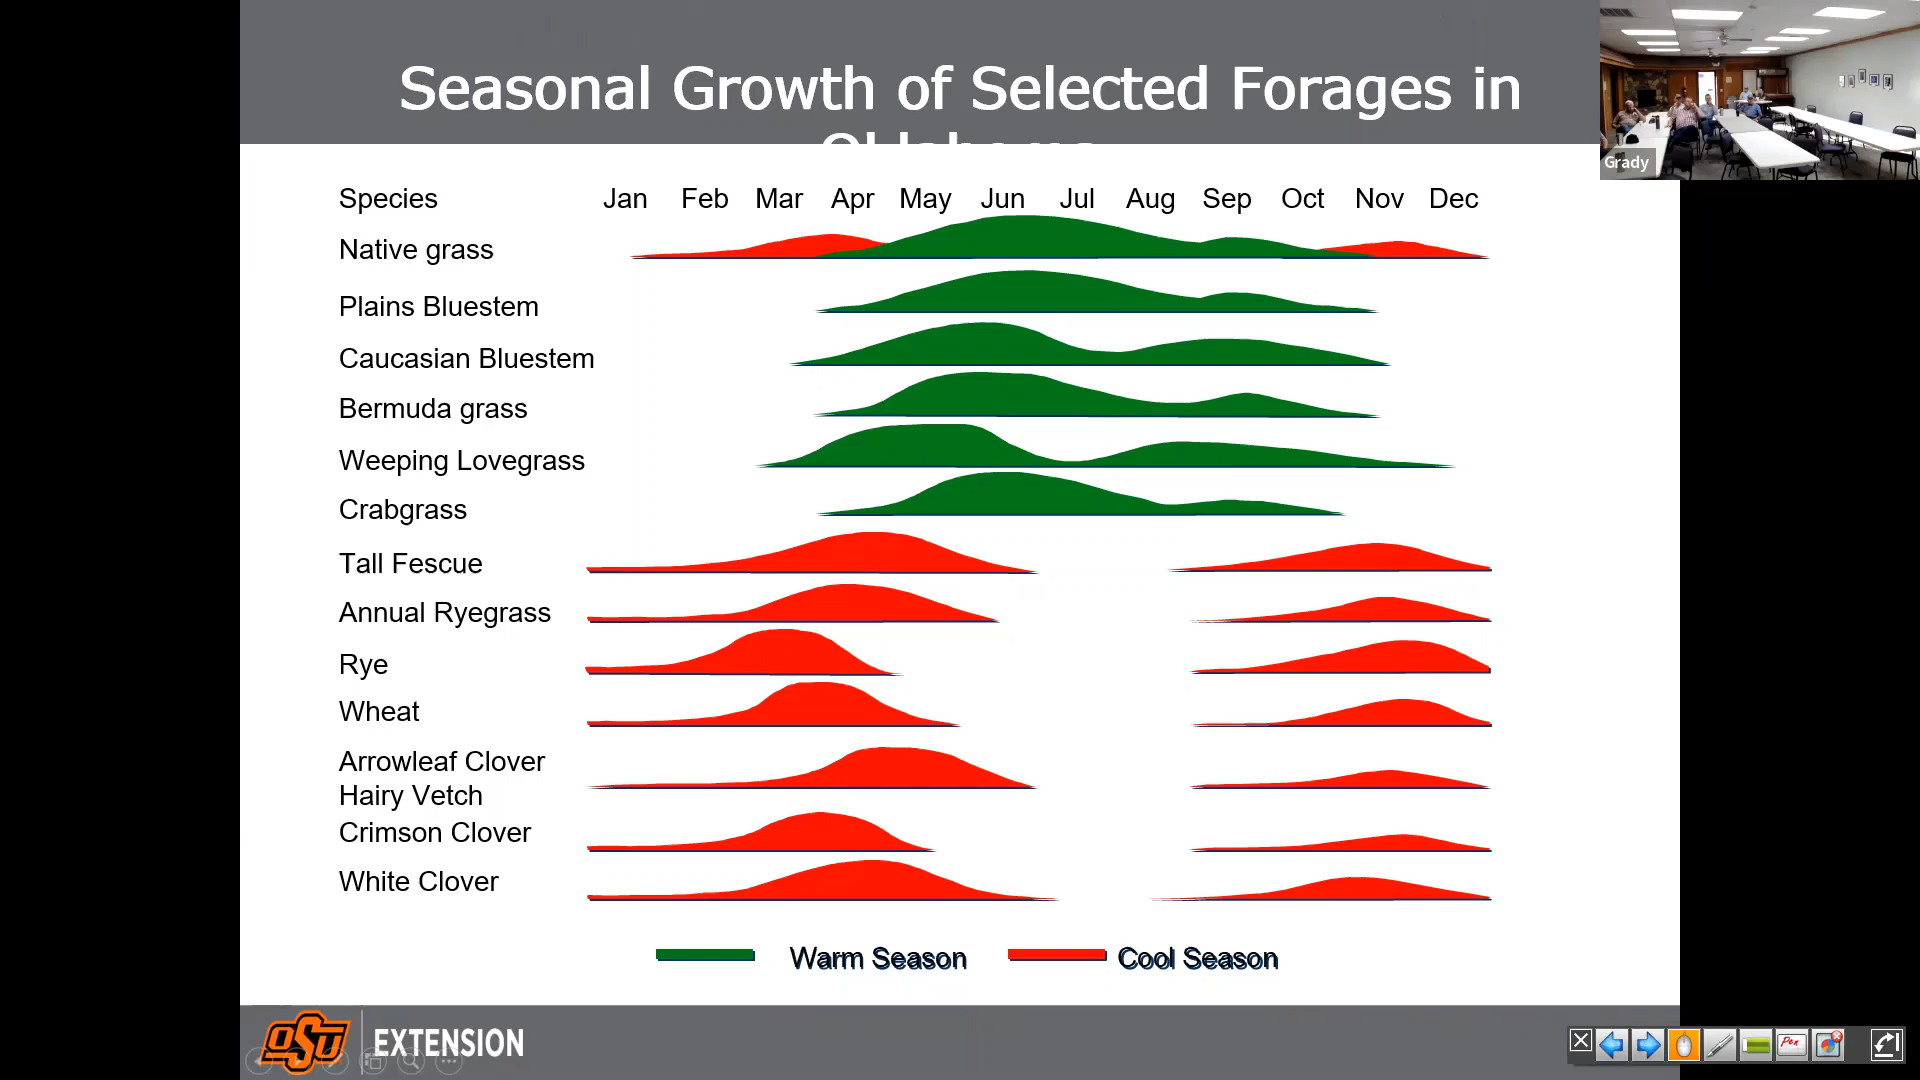 Seasonal Growth of Selected Forages in
Oklahoma
Grady
Species Jan Feb Mar Apr May Jun Jul Aug Sep Oct Nov Dec
Native grass
Plains Bluestem
Caucasian Bluestem
Bermuda grass
Weeping Lovegrass
Crabgrass
Tall Fescue
Annual Ryegrass
Rye
Wheat
Arrowleaf Clover
Hairy Vetch
Crimson Clover
White Clover
Warm Season Cool Season
OSU EXTENSION
Pen